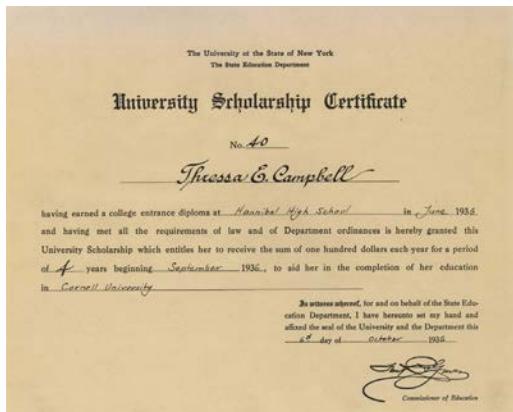 The University of the State of New York
The State Education Department
University Scholarship Certificate
No. 40
Thressa E. Campbell
having earned a college entrance diploma at Hannibal High School in June 1936
and having met all the requirements of law and of Department ordinances is hereby granted this
University Scholarship which entitles her to receive the sum of one hundred dollars each year for a period
of 4 years beginning September 1936, to aid her in the completion of her education
in Cornell University
In witness whereof, for and on behalf of the State Edu-
cation Department, I have hereunto set my hand and
affixed the seal of the University and the Department this
day of October 1936
Commissioner of Education